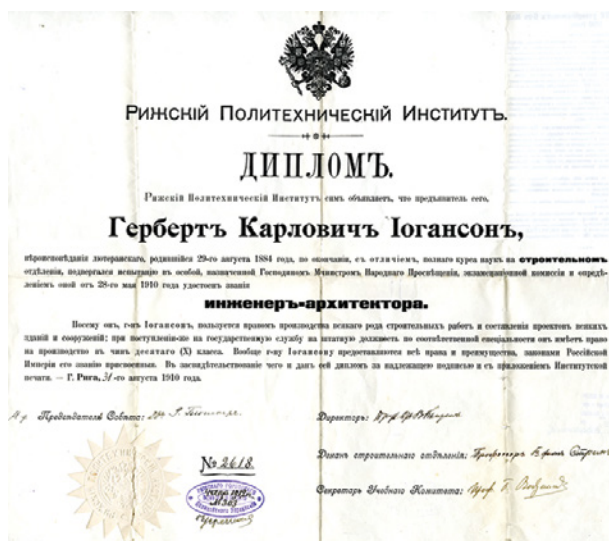 Рижскій Политехническій Институтъ.
ДИПЛОМЪ.
Рижскій Политехническій Институтъ симъ объявляетъ, что предъявитель сего,
Гербертъ Карловичъ Іогансонъ,
вѣроисповѣданія лютеранскаго, родившійся 29-го августа 1884 года, по окончаніи, съ отличіемъ, полнаго курса наукъ на строительномъ
отдѣленіи, подвергался испытанію въ особой, назначенной Господиномъ Министромъ Народнаго Просвѣщенія, экзаменаціонной комиссіи и опредѣ-
леніемъ оной отъ 28-го мая 1910 года удостоенъ званія
инженеръ-архитектора.
Посему онъ, г-нъ Іогансонъ, пользуется правомъ производства всякаго рода строительныхъ работъ и составленія проектовъ всякихъ
зданій и сооруженій; при поступленіи-же на государственную службу на штатную должность по соотвѣтственной спеціальности онъ имѣетъ право
на производство въ чинъ десятаго (X) класса. Вообще г-ну Іогансону предоставляются всѣ права и преимущества, законами Россійской
Имперіи его званію присвоенныя. Въ засвидѣтельствованіе чего и данъ сей дипломъ за надлежащею подписью и съ приложеніемъ Институтской
печати. — Г. Рига, 31-го августа 1910 года.
Предсѣдатель Совѣта:
Директоръ:
Деканъ строительнаго отдѣленія: Профессоръ
№ 2618.
Секретарь Учебнаго Комитета: Проф.